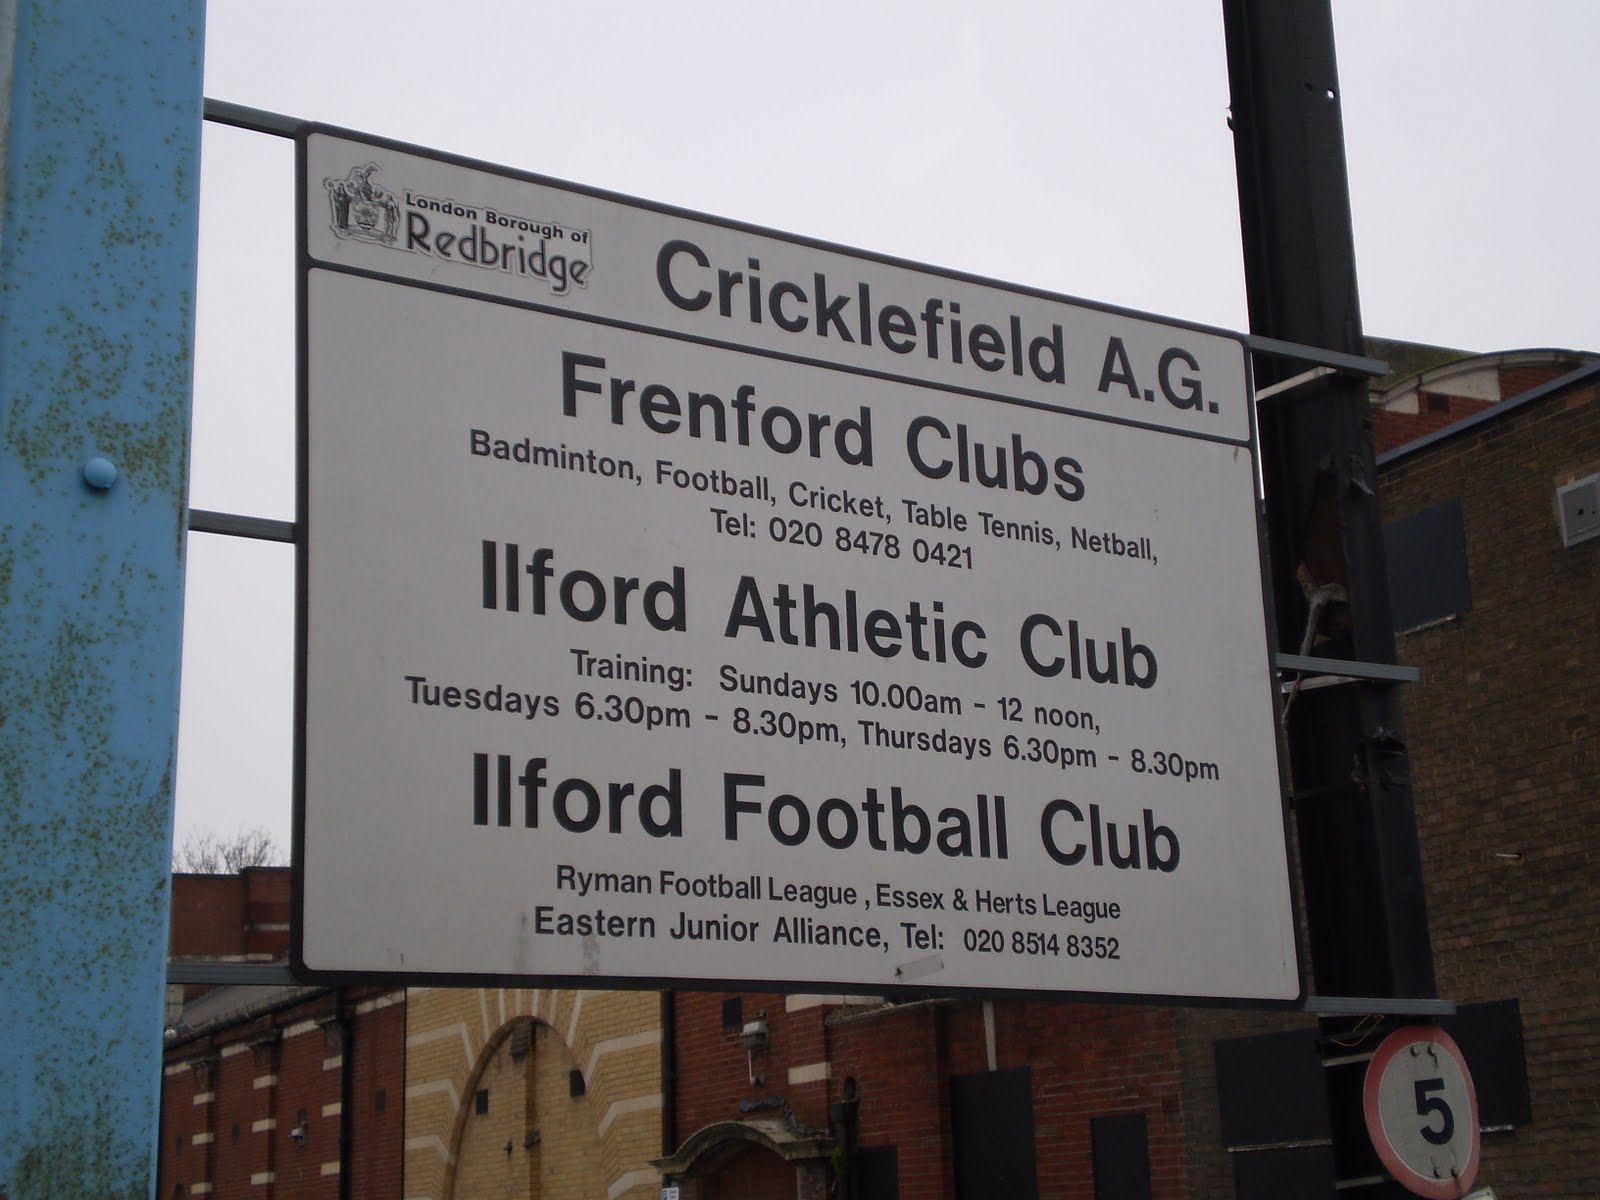 London Borough of
Redbridge
Cricklefield A.G.
Frenford Clubs
Badminton, Football, Cricket, Table Tennis, Netball,
Tel: 020 8478 0421
Ilford Athletic Club
Training: Sundays 10.00am - 12 noon,
Tuesdays 6.30pm - 8.30pm, Thursdays 6.30pm - 8.30pm
Ilford Football Club
Ryman Football League , Essex & Herts League
Eastern Junior Alliance, Tel: 020 8514 8352
5